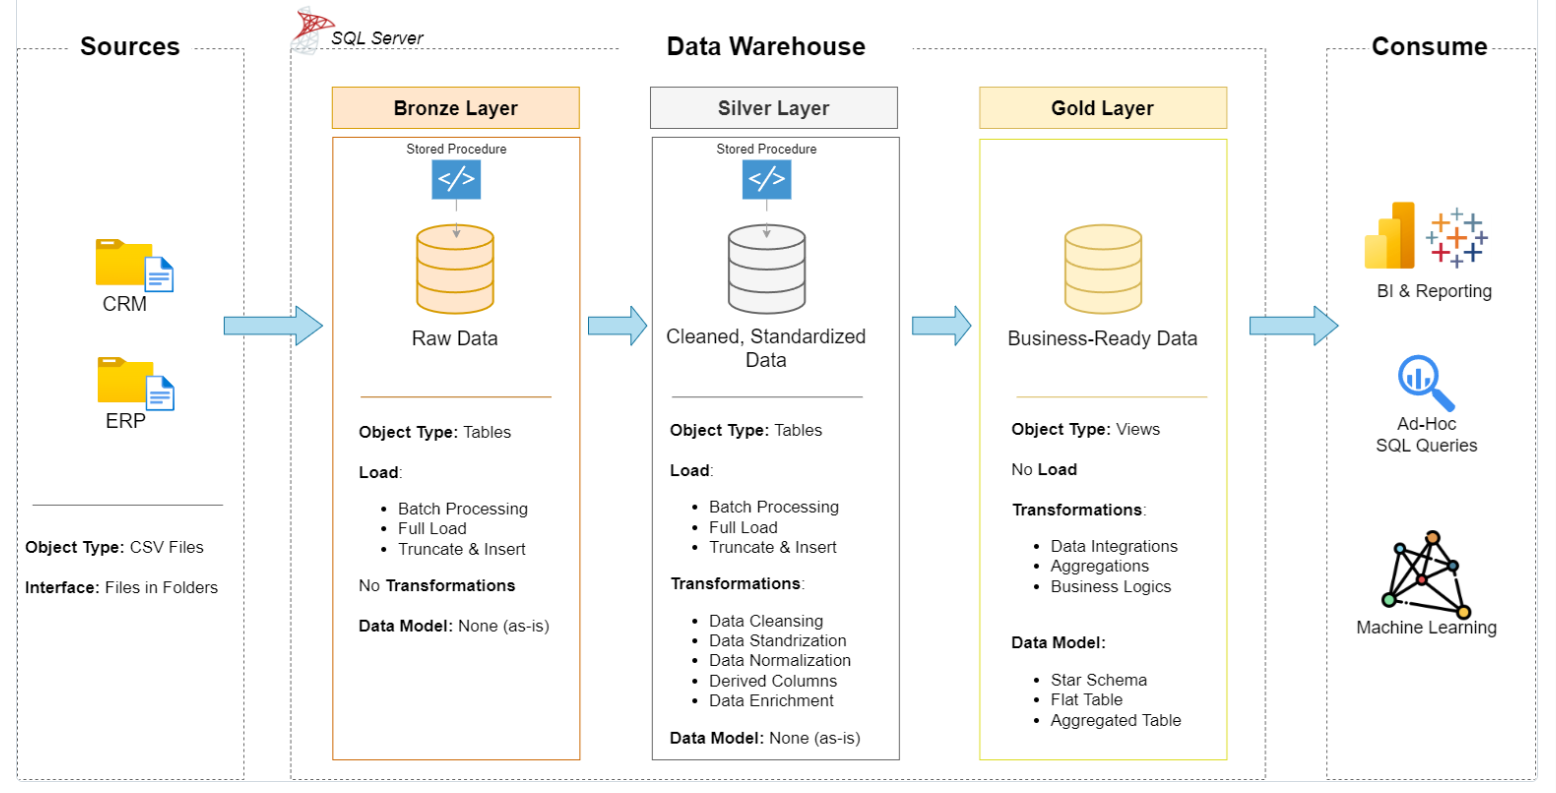 Sources
CRM
ERP
Object Type: CSV Files
Interface: Files in Folders
SQL Server
Data Warehouse
Bronze Layer
Stored Procedure
</>
Raw Data
Object Type: Tables
Load:
Batch Processing
Full Load
Truncate & Insert
No Transformations
Data Model: None (as-is)
Silver Layer
Stored Procedure
</>
Cleaned, Standardized
Data
Object Type: Tables
Load:
Batch Processing
Full Load
Truncate & Insert
Transformations:
Data Cleansing
Data Standrization
Data Normalization
Derived Columns
Data Enrichment
Data Model: None (as-is)
Gold Layer
Business-Ready Data
Object Type: Views
No Load
Transformations:
Data Integrations
Aggregations
Business Logics
Data Model:
Star Schema
Flat Table
Aggregated Table
Consume
BI & Reporting
Ad-Hoc
SQL Queries
Machine Learning